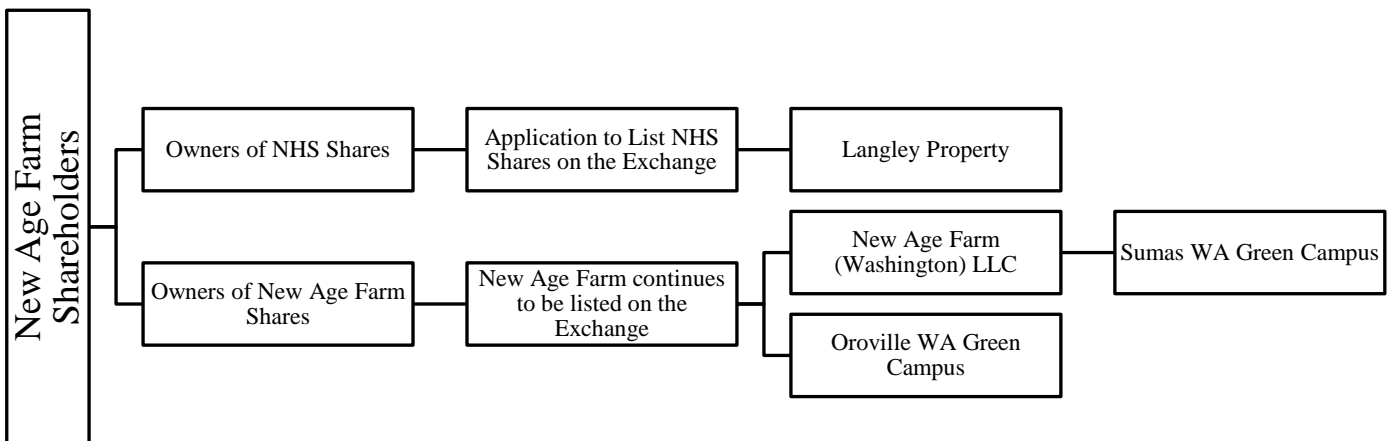 New Age Farm
Shareholders
Owners of NHS Shares
Application to List NHS
Shares on the Exchange
Langley Property
Owners of New Age Farm
Shares
New Age Farm continues
to be listed on the
Exchange
New Age Farm
(Washington) LLC
Sumas WA Green Campus
Oroville WA Green
Campus